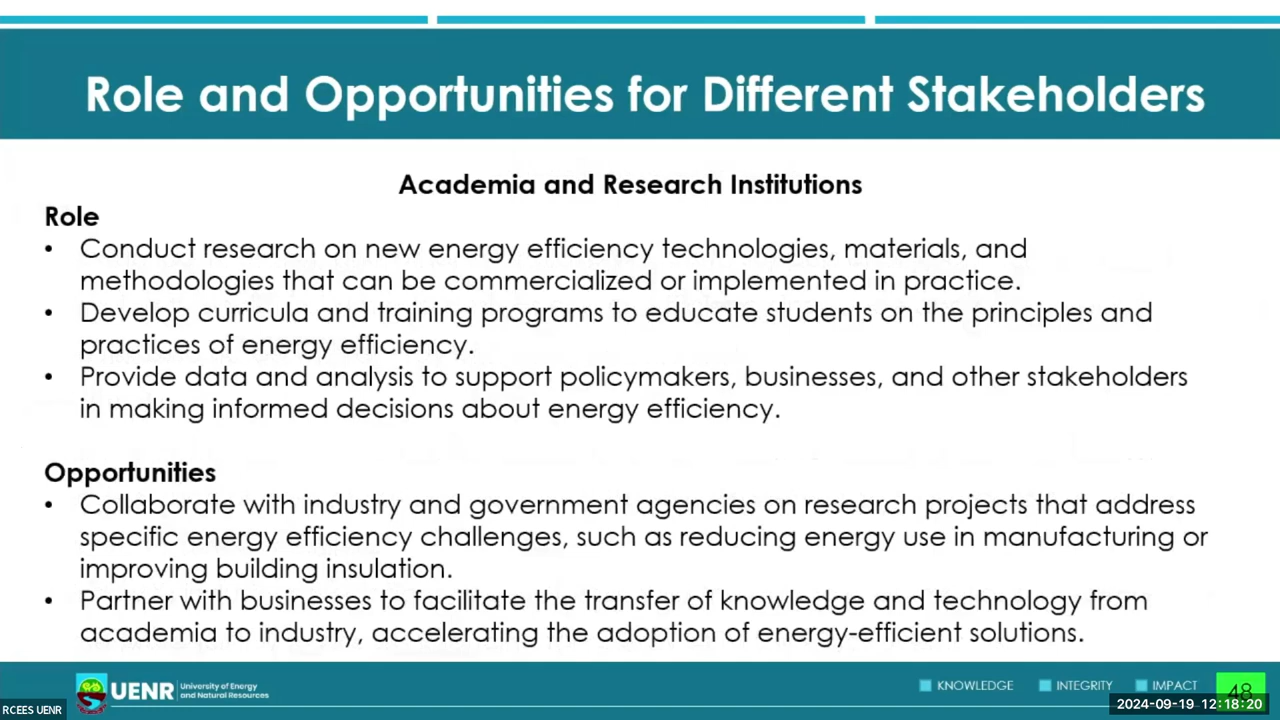 Role and Opportunities for Different Stakeholders
Academia and Research Institutions
Role
• Conduct research on new energy efficiency technologies, materials, and
methodologies that can be commercialized or implemented in practice.
• Develop curricula and training programs to educate students on the principles and
practices of energy efficiency.
• Provide data and analysis to support policymakers, businesses, and other stakeholders
in making informed decisions about energy efficiency.
Opportunities
• Collaborate with industry and government agencies on research projects that address
specific energy efficiency challenges, such as reducing energy use in manufacturing or
improving building insulation.
• Partner with businesses to facilitate the transfer of knowledge and technology from
academia to industry, accelerating the adoption of energy-efficient solutions.
UENR
University of Energy
and Natural Resources
KNOWLEDGE
INTEGRITY
IMPACT
48
RCEES UENR
2024-09-19 12:18:20